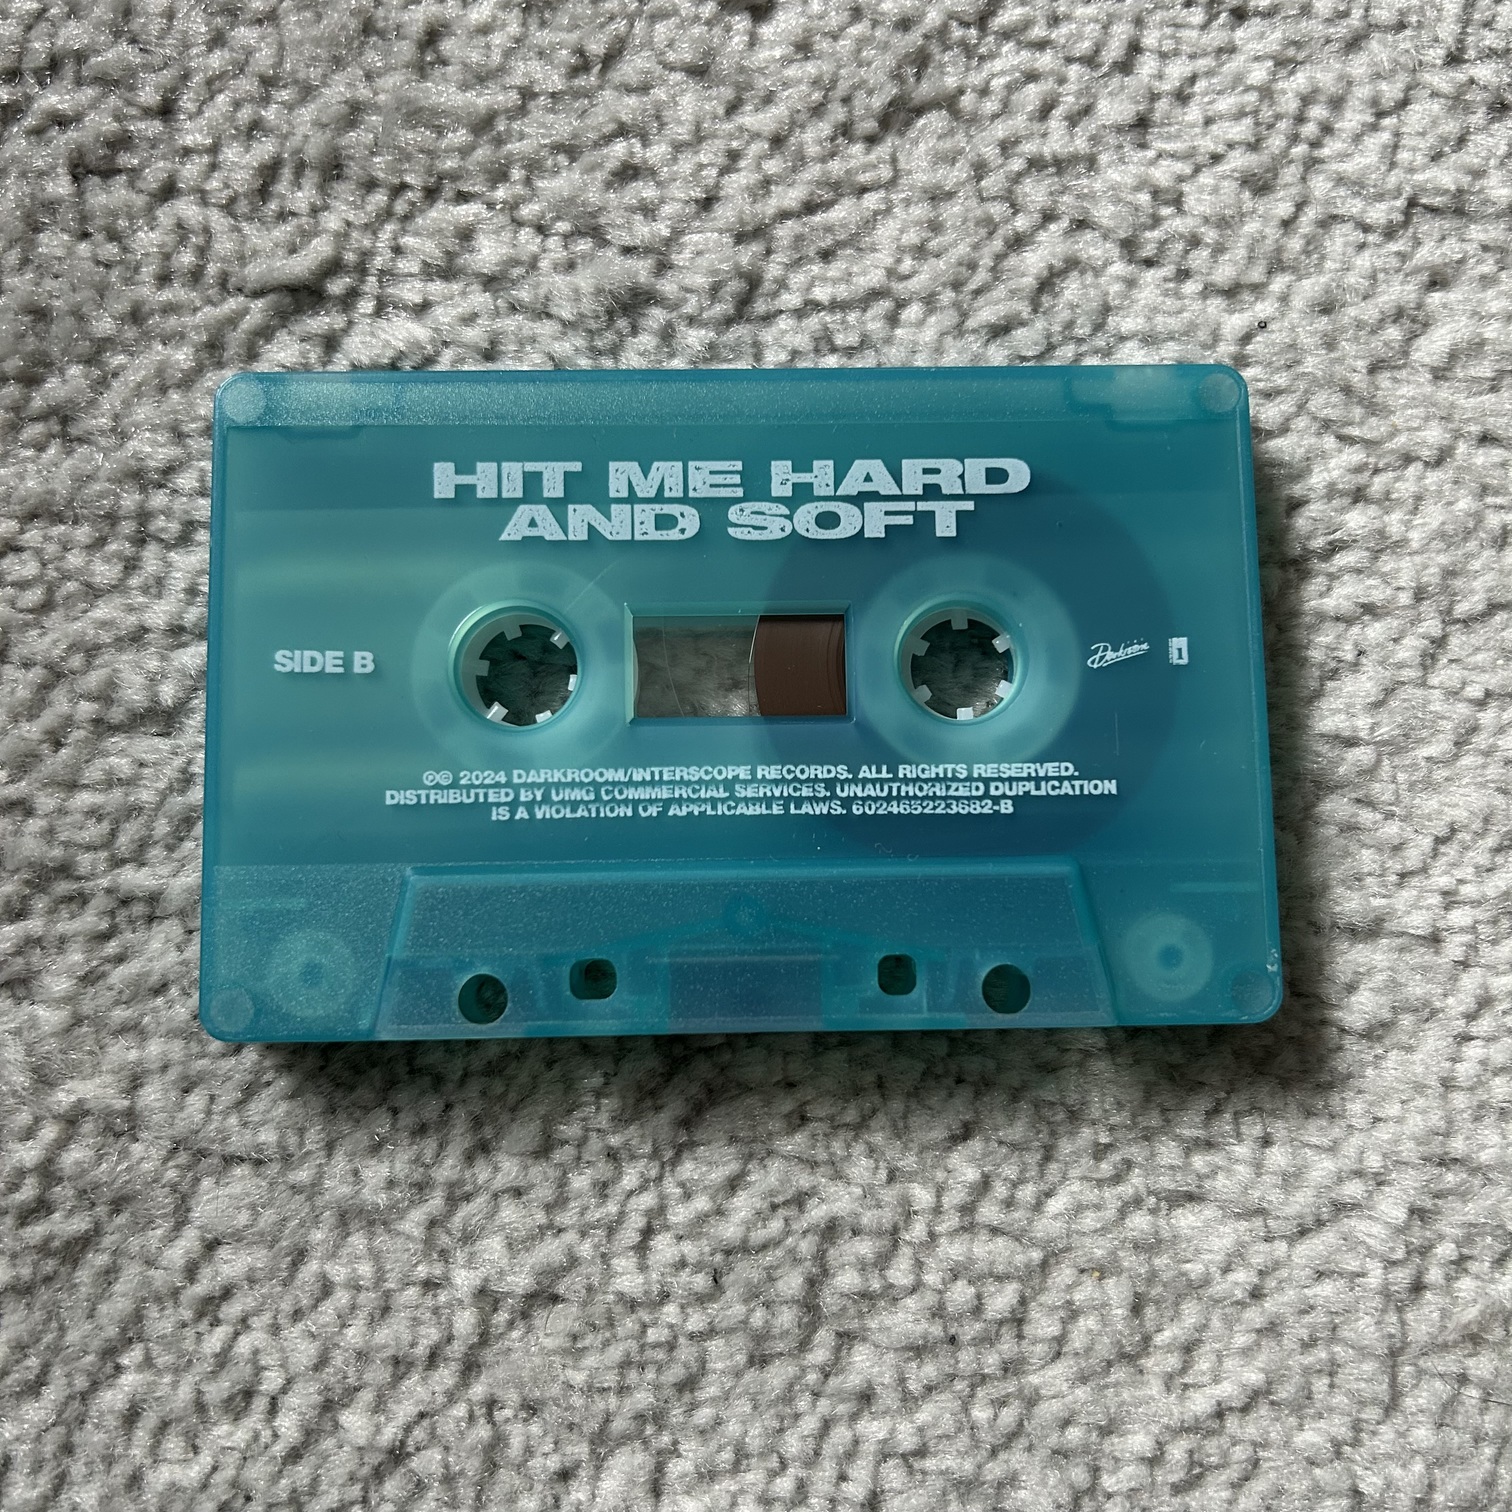 HIT ME HARD
AND SOFT
SIDE B
Darkroom
℗© 2024 DARKROOM/INTERSCOPE RECORDS. ALL RIGHTS RESERVED.
DISTRIBUTED BY UMG COMMERCIAL SERVICES. UNAUTHORIZED DUPLICATION
IS A VIOLATION OF APPLICABLE LAWS. 602465223682-B